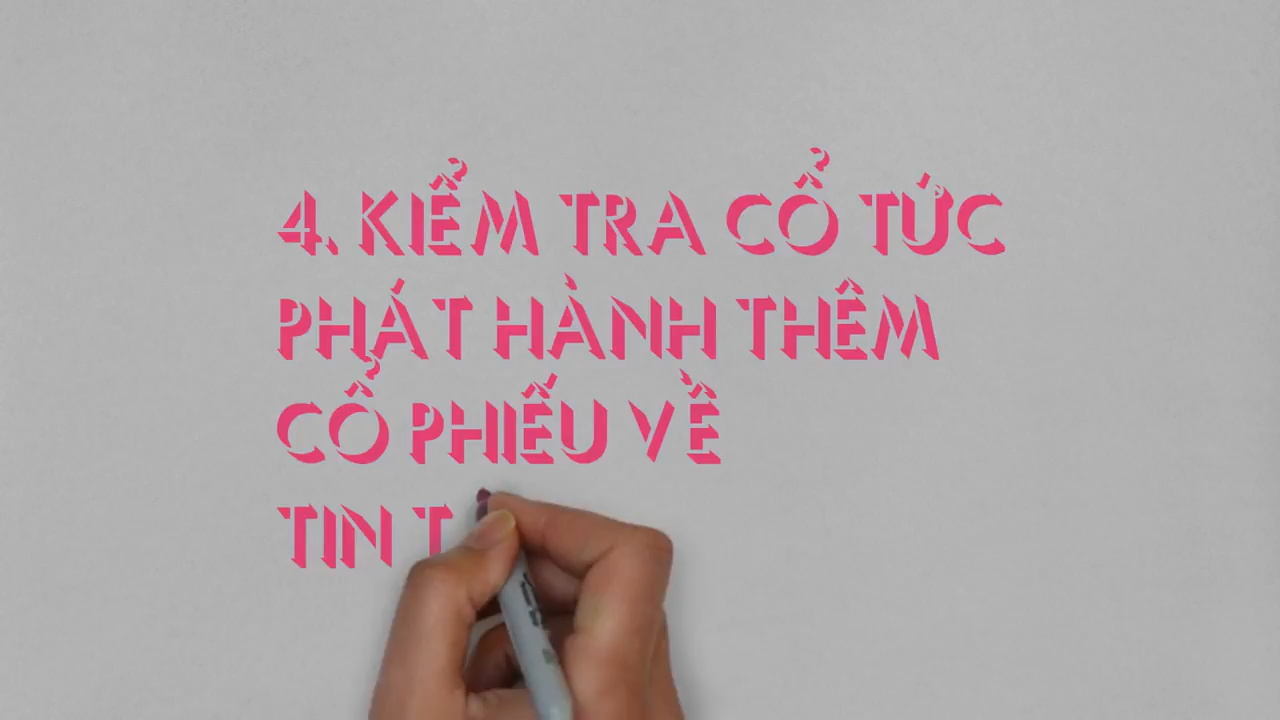 4. KIỂM TRA CỔ TỨC
PHÁT HÀNH THÊM
CỔ PHIẾU VỀ
TIN T